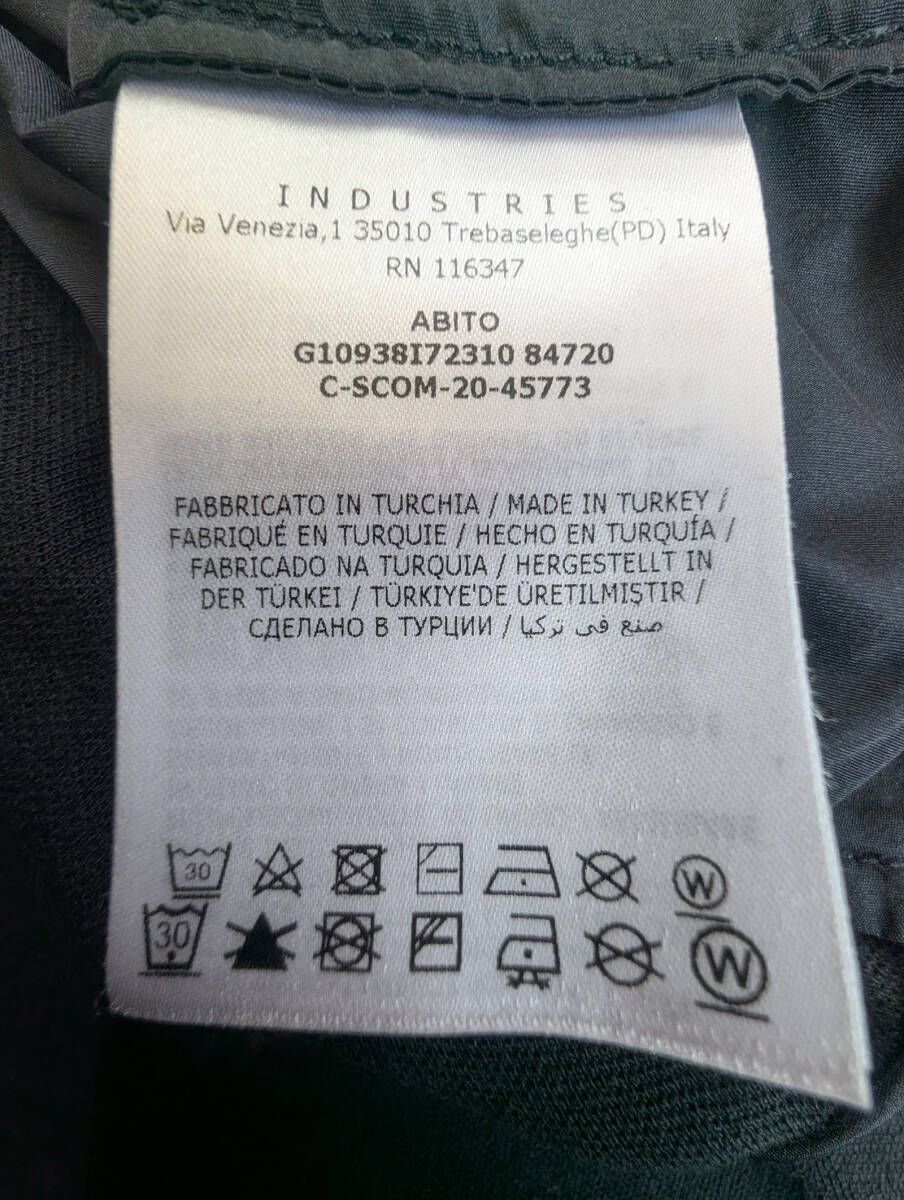 INDUSTRIES
Via Venezia,1 35010 Trebaseleghe(PD) Italy
RN 116347
ABITO
G10938I72310 84720
C-SCOM-20-45773
FABBRICATO IN TURCHIA / MADE IN TURKEY /
FABRIQUÉ EN TURQUIE / HECHO EN TURQUÍA /
FABRICADO NA TURQUIA / HERGESTELLT IN
DER TÜRKEI / TÜRKIYE'DE ÜRETILMIŞTIR /
СДЕЛАНО В ТУРЦИИ / صنع في تركيا
30 W
30 W